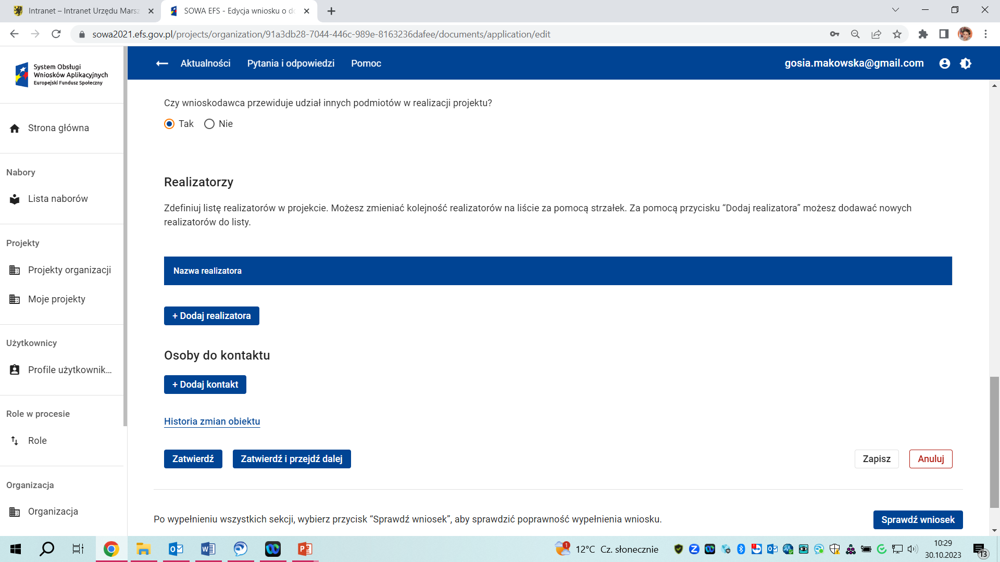 Intranet – Intranet Urzędu Marsz
SOWA EFS - Edycja wniosku o do
sowa2021.efs.gov.pl/projects/organization/91a3db28-7044-446c-989e-8163236dafee/documents/application/edit
System Obsługi
Wniosków Aplikacyjnych
Europejski Fundusz Społeczny
Aktualności
Pytania i odpowiedzi
Pomoc
gosia.makowska@gmail.com
Strona główna
Nabory
Lista naborów
Projekty
Projekty organizacji
Moje projekty
Użytkownicy
Profile użytkownik...
Role w procesie
Role
Organizacja
Organizacja
Czy wnioskodawca przewiduje udział innych podmiotów w realizacji projektu?
Tak Nie
Realizatorzy
Zdefiniuj listę realizatorów w projekcie. Możesz zmieniać kolejność realizatorów na liście za pomocą strzałek. Za pomocą przycisku “Dodaj realizatora” możesz dodawać nowych
realizatorów do listy.
Nazwa realizatora
+ Dodaj realizatora
Osoby do kontaktu
+ Dodaj kontakt
Historia zmian obiektu
Zatwierdź
Zatwierdź i przejdź dalej
Zapisz
Anuluj
Po wypełnieniu wszystkich sekcji, wybierz przycisk “Sprawdź wniosek”, aby sprawdzić poprawność wypełnienia wniosku.
Sprawdź wniosek
1
12°C Cz. słonecznie
10:29
30.10.2023
13